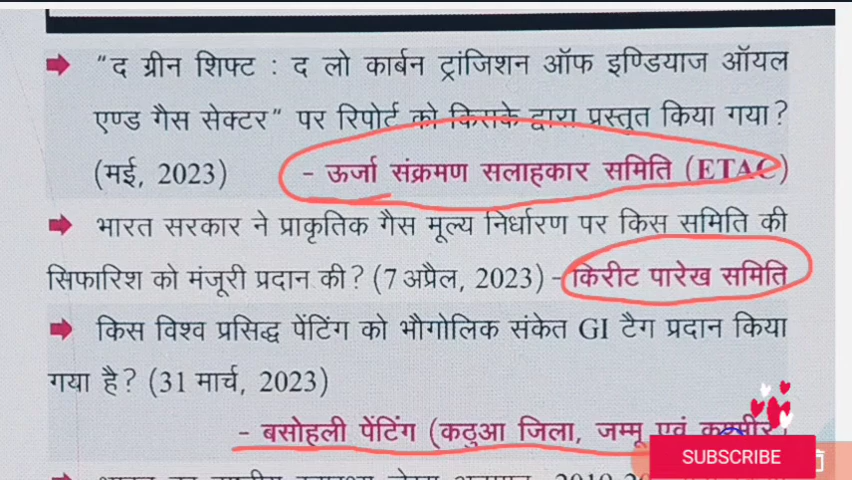 "द ग्रीन शिफ्ट : द लो कार्बन ट्रांजिशन ऑफ इण्डियाज ऑयल
एण्ड गैस सेक्टर" पर रिपोर्ट को किसके द्वारा प्रस्तुत किया गया?
(मई, 2023) - ऊर्जा संक्रमण सलाहकार समिति (ETAC)
भारत सरकार ने प्राकृतिक गैस मूल्य निर्धारण पर किस समिति की
सिफारिश को मंजूरी प्रदान की? (7 अप्रैल, 2023) - किरीट पारेख समिति
किस विश्व प्रसिद्ध पेंटिंग को भौगोलिक संकेत GI टैग प्रदान किया
गया है? (31 मार्च, 2023)
- बसोहली पेंटिंग (कठुआ जिला, जम्मू एवं कश्मीर)
SUBSCRIBE